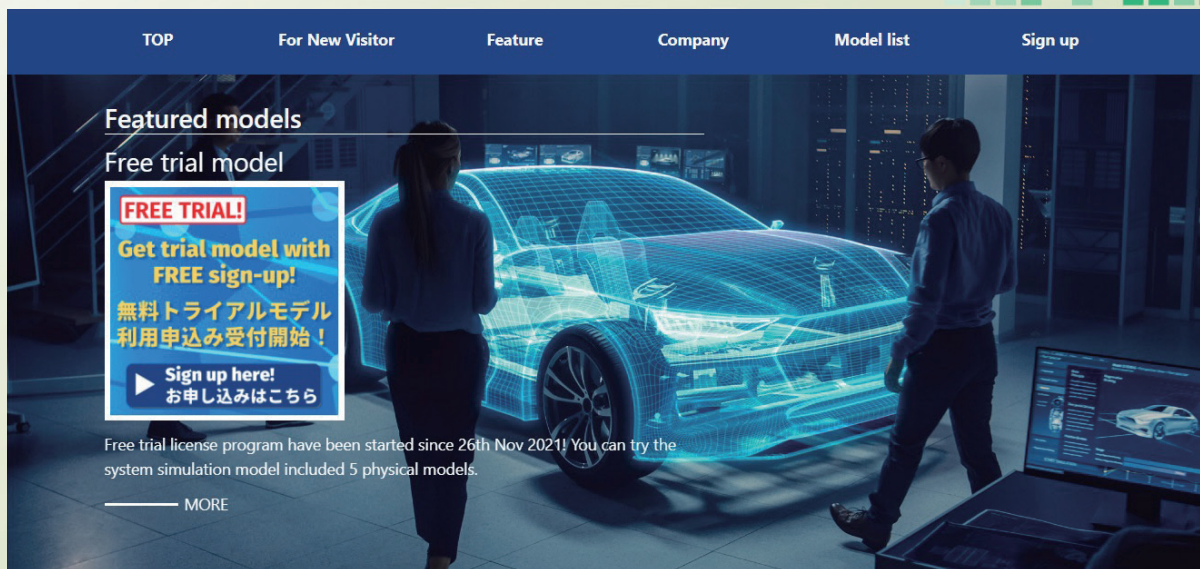 TOP
For New Visitor
Feature
Company
Model list
Sign up
Featured models
Free trial model
FREE TRIAL!
Get trial model with
FREE sign-up!
無料トライアルモデル
利用申込み受付開始！
Sign up here!
お申し込みはこちら
Free trial license program have been started since 26th Nov 2021! You can try the
system simulation model included 5 physical models.
MORE